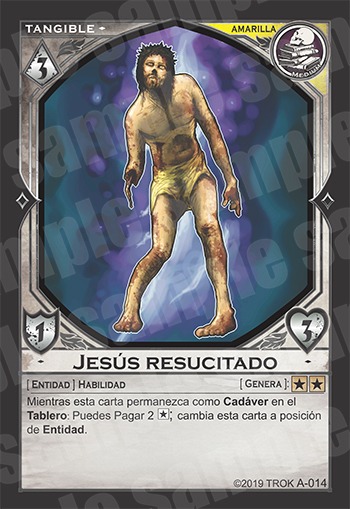 TANGIBLE
AMARILLA
3
MEDIUM
1
3
JESÚS RESUCITADO
[ ENTIDAD ] HABILIDAD
[ GENERA ]:
Mientras esta carta permanezca como Cadáver en el
Tablero: Puedes Pagar 2 ; cambia esta carta a posición
de Entidad.
©2019 TROK A-014
sample